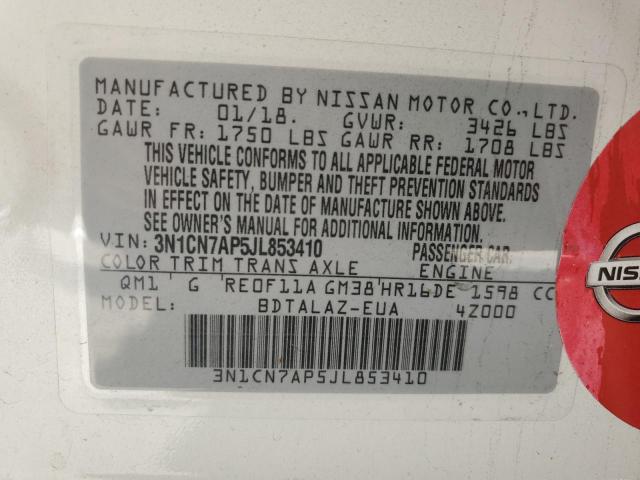 MANUFACTURED BY NISSAN MOTOR CO., LTD.
DATE: 01/18. GVWR: 3426 LBS
GAWR FR: 1750 LBS GAWR RR: 1708 LBS
THIS VEHICLE CONFORMS TO ALL APPLICABLE FEDERAL MOTOR
VEHICLE SAFETY, BUMPER AND THEFT PREVENTION STANDARDS
IN EFFECT ON THE DATE OF MANUFACTURE SHOWN ABOVE.
SEE OWNER'S MANUAL FOR ADDITIONAL INFORMATION.
VIN: 3N1CN7AP5JL853410 PASSENGER CAR
COLOR TRIM TRANS AXLE ENGINE
QM1 G RE0F11A GM38 HR16DE 1598 CC
MODEL: BDTALAZ-EUA 4Z000
3N1CN7AP5JL853410